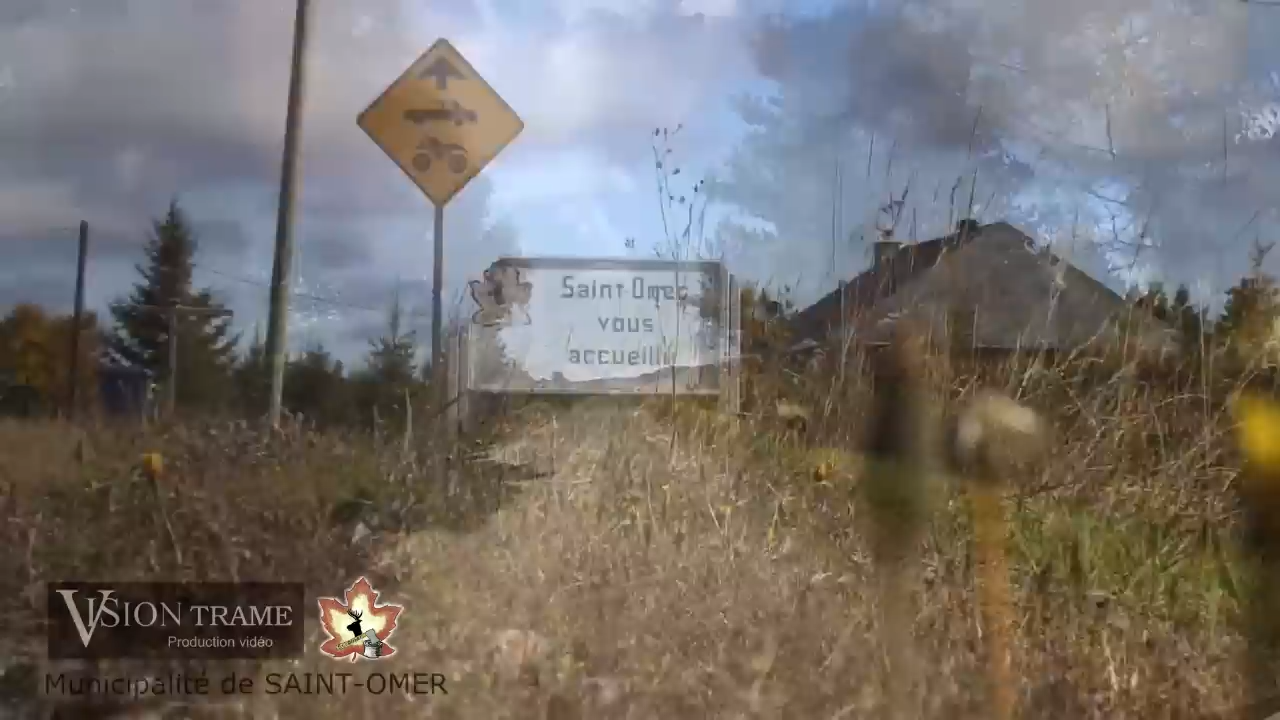 Saint-Omer
vous
accueille
VISION TRAME
Production vidéo
Municipalité de SAINT-OMER